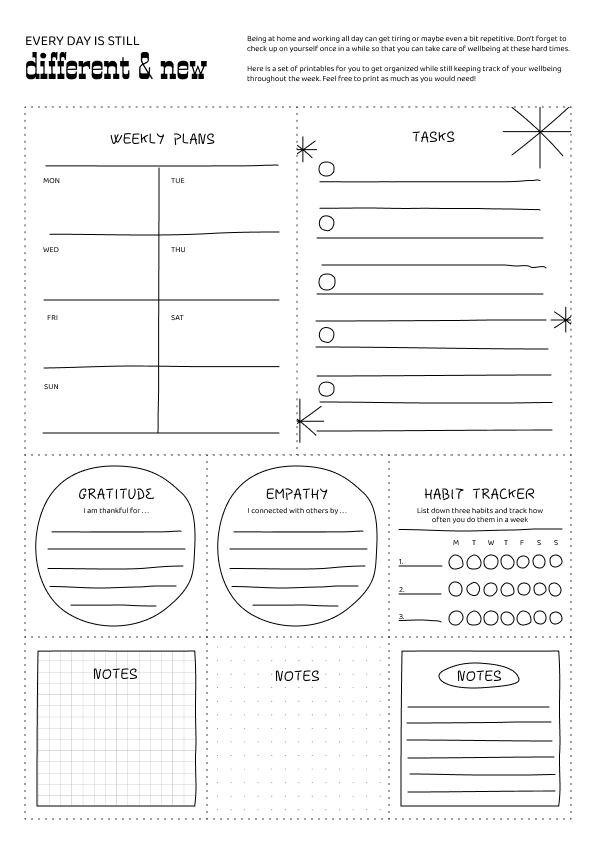 EVERY DAY IS STILL
different & new
Being at home and working all day can get tiring or maybe even a bit repetitive. Don't forget to
check up on yourself once in a while so that you can take care of wellbeing at these hard times.
Here is a set of printables for you to get organized while still keeping track of your wellbeing
throughout the week. Feel free to print as much as you would need!
WEEKLY PLANS
MON
TUE
WED
THU
FRI
SAT
SUN
TASKS
GRATITUDE
I am thankful for . . .
EMPATHY
I connected with others by . . .
HABIT TRACKER
List down three habits and track how
often you do them in a week
M T W T F S S
1.
2.
3.
NOTES
NOTES
NOTES